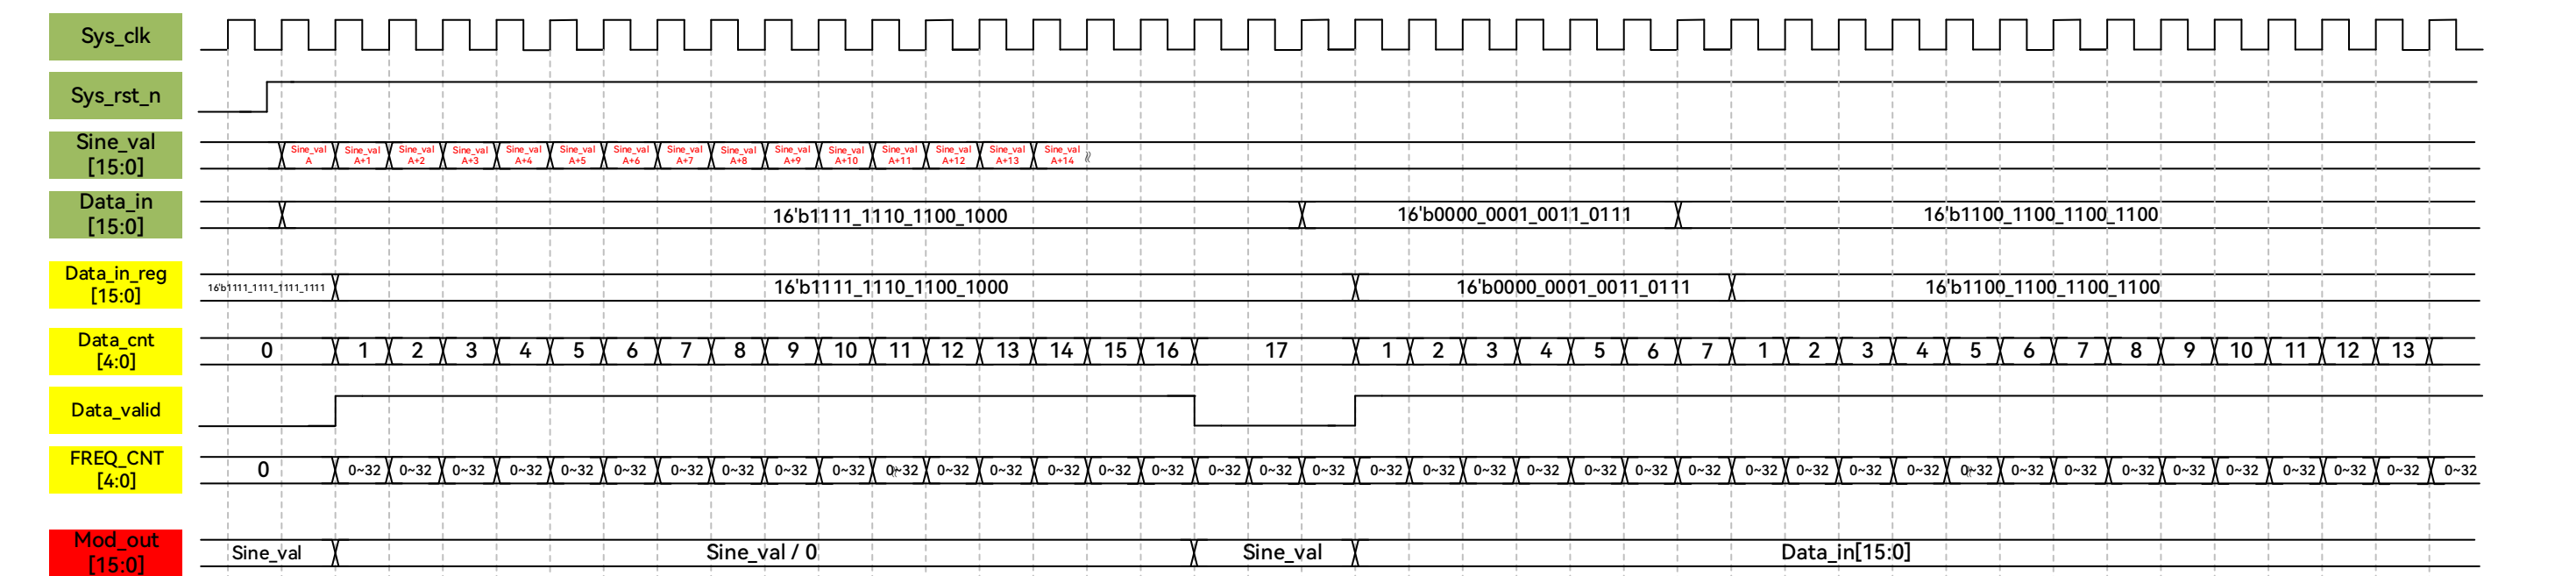 Sys_clk
Sys_rst_n
Sine_val
[15:0]
Sine_val Sine_val Sine_val Sine_val Sine_val Sine_val Sine_val Sine_val Sine_val Sine_val Sine_val Sine_val Sine_val Sine_val Sine_val
A A+1 A+2 A+3 A+4 A+5 A+6 A+7 A+8 A+9 A+10 A+11 A+12 A+13 A+14
Data_in
[15:0]
16'b1111_1110_1100_1000 16'b0000_0001_0011_0111 16'b1100_1100_1100_1100
Data_in_reg
[15:0]
16'b1111_1111_1111_1111 16'b1111_1110_1100_1000 16'b0000_0001_0011_0111 16'b1100_1100_1100_1100
Data_cnt
[4:0]
0 1 2 3 4 5 6 7 8 9 10 11 12 13 14 15 16 17 1 2 3 4 5 6 7 1 2 3 4 5 6 7 8 9 10 11 12 13
Data_valid
FREQ_CNT
[4:0]
0 0~32 0~32 0~32 0~32 0~32 0~32 0~32 0~32 0~32 0~32 0~32 0~32 0~32 0~32 0~32 0~32 0~32 0~32 0~32 0~32 0~32 0~32 0~32 0~32 0~32 0~32 0~32 0~32 0~32 0~32 0~32 0~32 0~32 0~32 0~32 0~32 0~32 0~32 0~32 0~32
Mod_out
[15:0]
Sine_val Sine_val / 0 Sine_val Data_in[15:0]